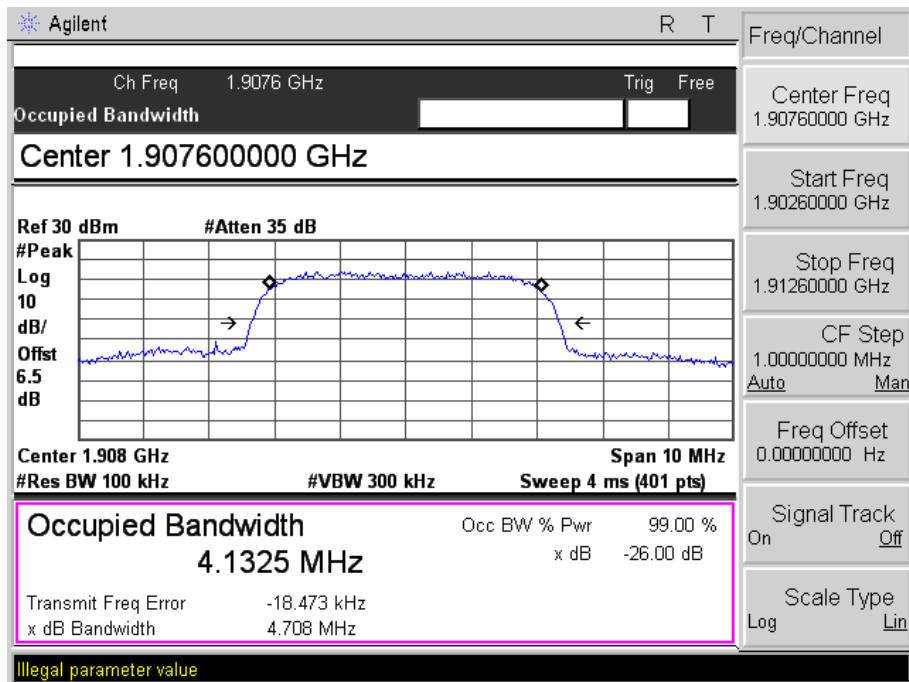 Agilent R T
Ch Freq 1.9076 GHz Trig Free
Occupied Bandwidth
Center 1.907600000 GHz
Ref 30 dBm #Atten 35 dB
#Peak
Log
10
dB/
Offst
6.5
dB
Center 1.908 GHz Span 10 MHz
#Res BW 100 kHz #VBW 300 kHz Sweep 4 ms (401 pts)
Occupied Bandwidth Occ BW % Pwr 99.00 %
4.1325 MHz x dB -26.00 dB
Transmit Freq Error -18.473 kHz
x dB Bandwidth 4.708 MHz
Illegal parameter value
Freq/Channel
Center Freq
1.90760000 GHz
Start Freq
1.90260000 GHz
Stop Freq
1.91260000 GHz
CF Step
1.00000000 MHz
Auto Man
Freq Offset
0.00000000 Hz
Signal Track
On Off
Scale Type
Log Lin